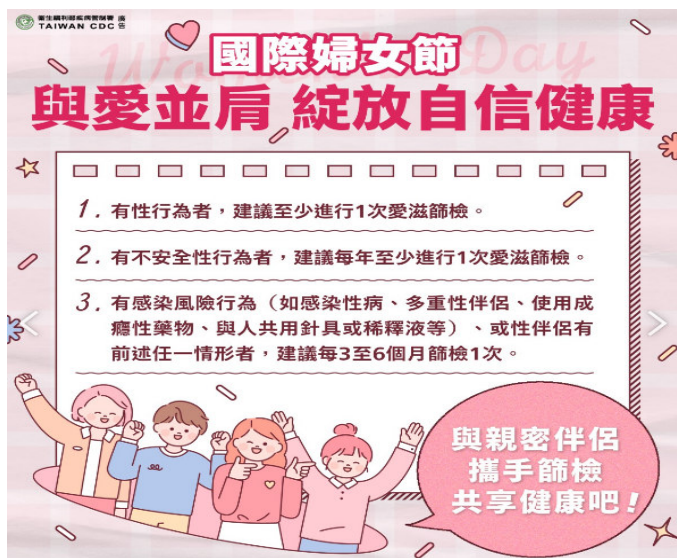 衛生福利部疾病管制署 廣告
TAIWAN CDC
Women's Day
國際婦女節
與愛並肩 綻放自信健康
1. 有性行為者，建議至少進行1次愛滋篩檢。
2. 有不安全性行為者，建議每年至少進行1次愛滋篩檢。
3. 有感染風險行為（如感染性病、多重性伴侶、使用成
癮性藥物、與人共用針具或稀釋液等）、或性伴侶有
前述任一情形者，建議每3至6個月篩檢1次。
與親密伴侶
攜手篩檢
共享健康吧！